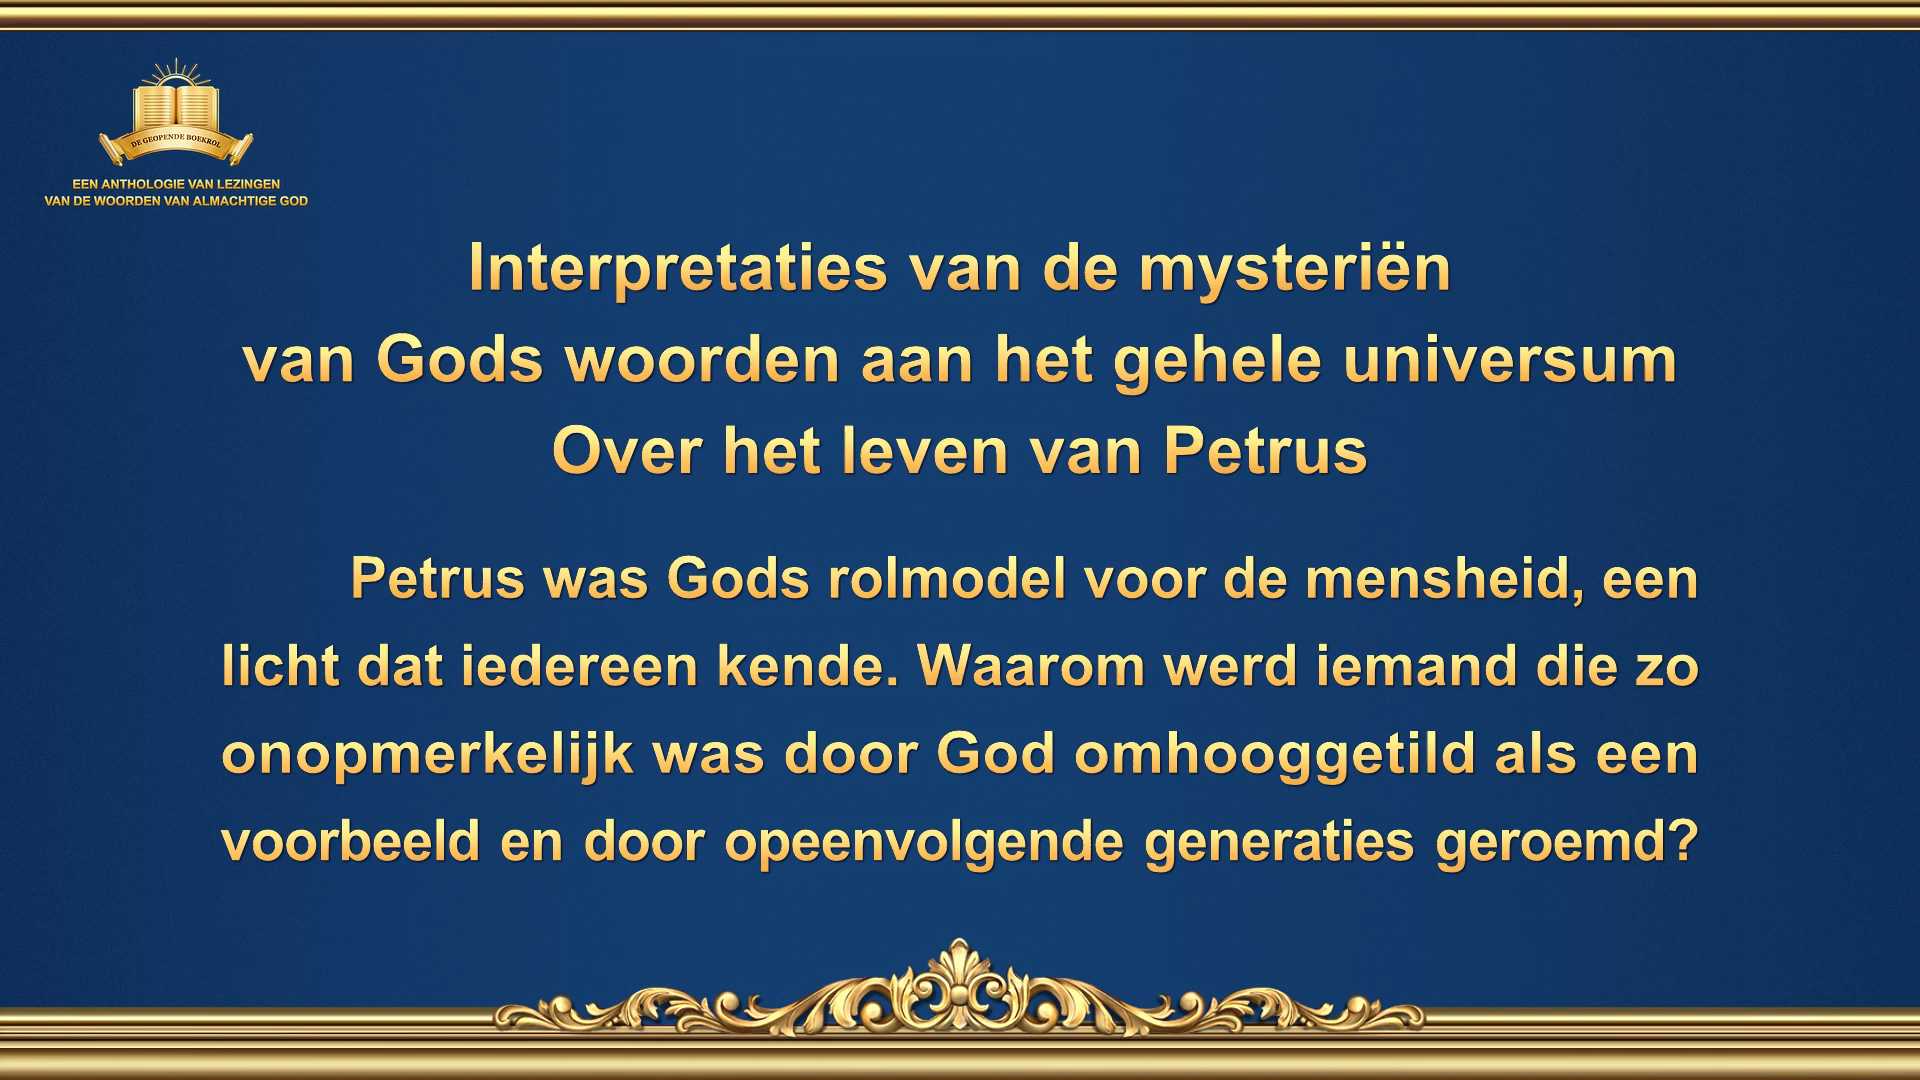 DE GEOPENDE BOEKROL
EEN ANTHOLOGIE VAN LEZINGEN
VAN DE WOORDEN VAN ALMACHTIGE GOD
Interpretaties van de mysteriën
van Gods woorden aan het gehele universum
Over het leven van Petrus
Petrus was Gods rolmodel voor de mensheid, een
licht dat iedereen kende. Waarom werd iemand die zo
onopmerkelijk was door God omhooggetild als een
voorbeeld en door opeenvolgende generaties geroemd?